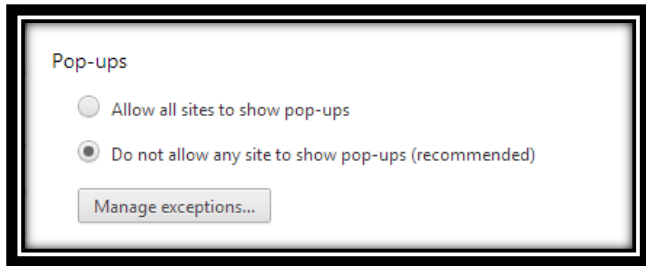 Pop-ups
Allow all sites to show pop-ups
Do not allow any site to show pop-ups (recommended)
Manage exceptions...